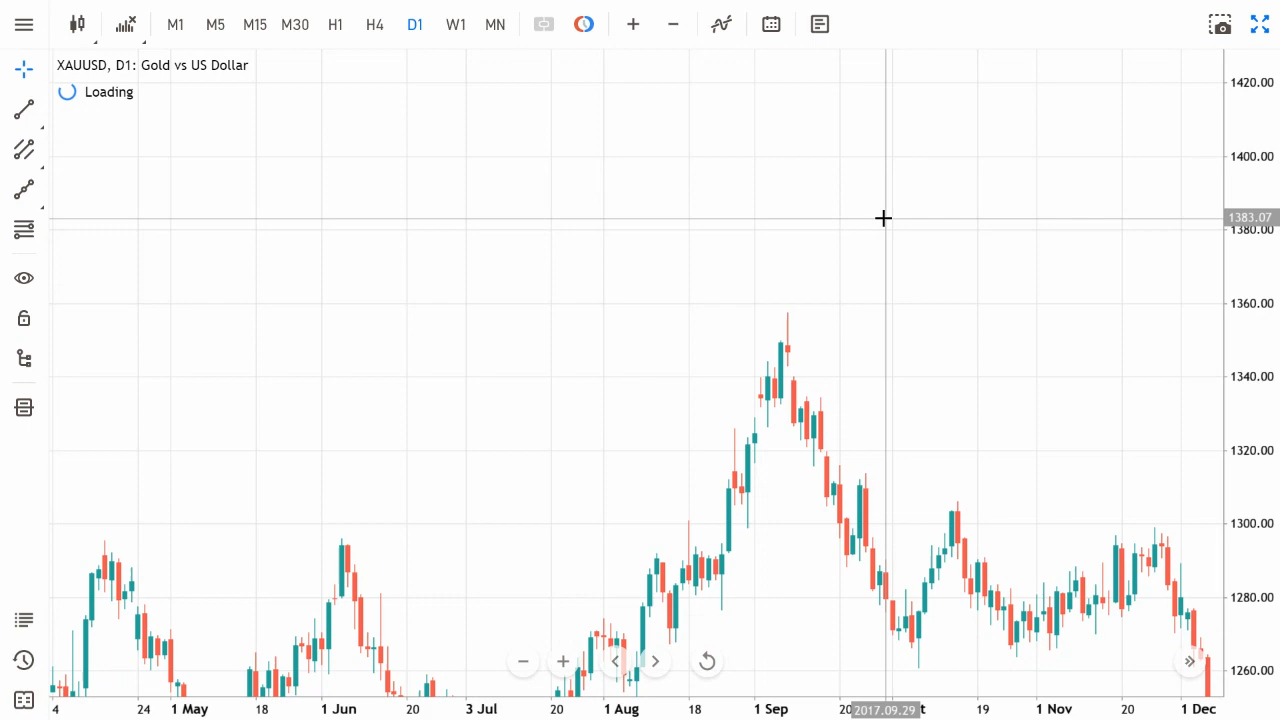 M1 M5 M15 M30 H1 H4 D1 W1 MN
XAUUSD, D1: Gold vs US Dollar
Loading
1420.00
1400.00
1383.07
1380.00
1360.00
1340.00
1320.00
1300.00
1280.00
1260.00
4 24 1 May 18 1 Jun 20 3 Jul 20 1 Aug 18 1 Sep 20 2017.09.29 t 19 1 Nov 20 1 Dec